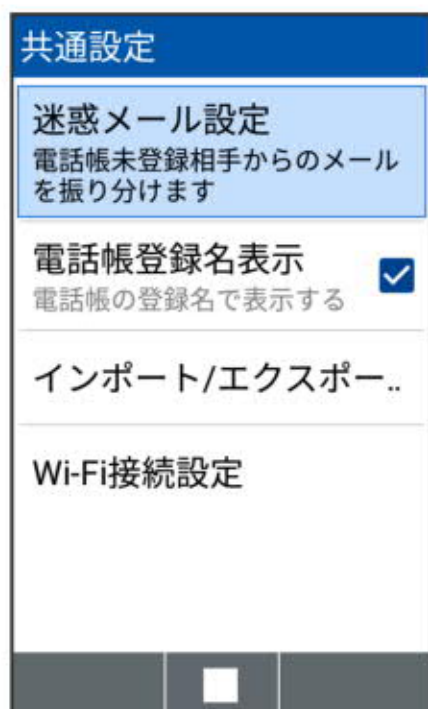 共通設定
迷惑メール設定
電話帳未登録相手からのメール
を振り分けます
電話帳登録名表示
電話帳の登録名で表示する
インポート/エクスポー..
Wi-Fi接続設定